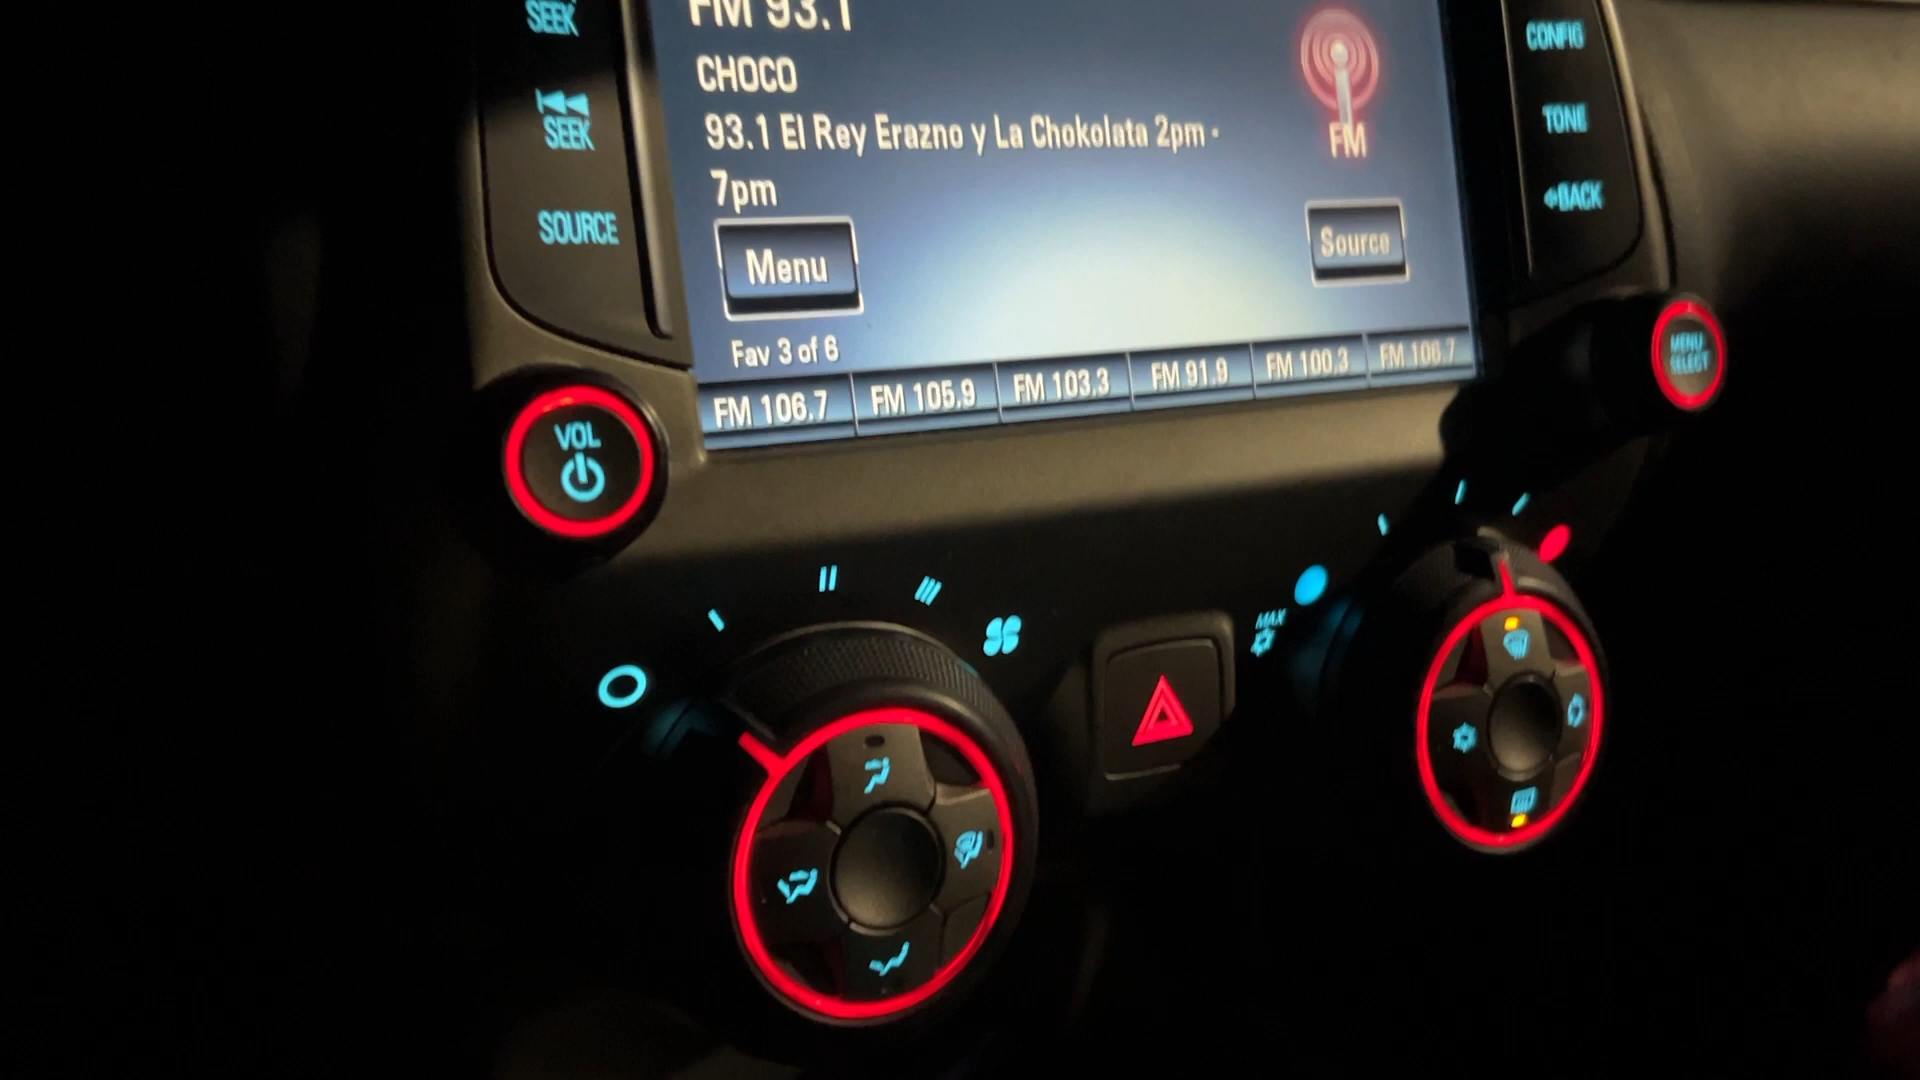 SEEK
SEEK
SOURCE
FM 93.1
CHOCO
93.1 El Rey Erazno y La Chokolata 2pm -
7pm
FM
Menu
Source
Fav 3 of 6
FM 106.7
FM 105.9
FM 103.3
FM 91.9
FM 100.3
FM 106.7
CONFIG
TONE
BACK
MENU
SELECT
VOL
MAX